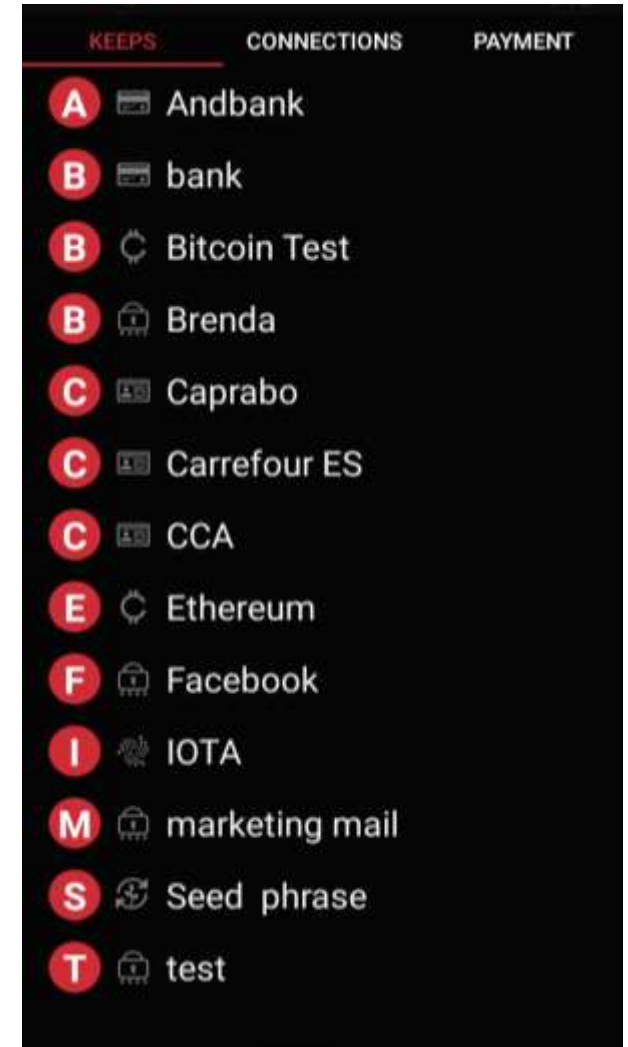 KEEPS CONNECTIONS PAYMENT
A Andbank
B bank
B Bitcoin Test
B Brenda
C Caprabo
C Carrefour ES
C CCA
E Ethereum
F Facebook
I IOTA
M marketing mail
S Seed phrase
T test